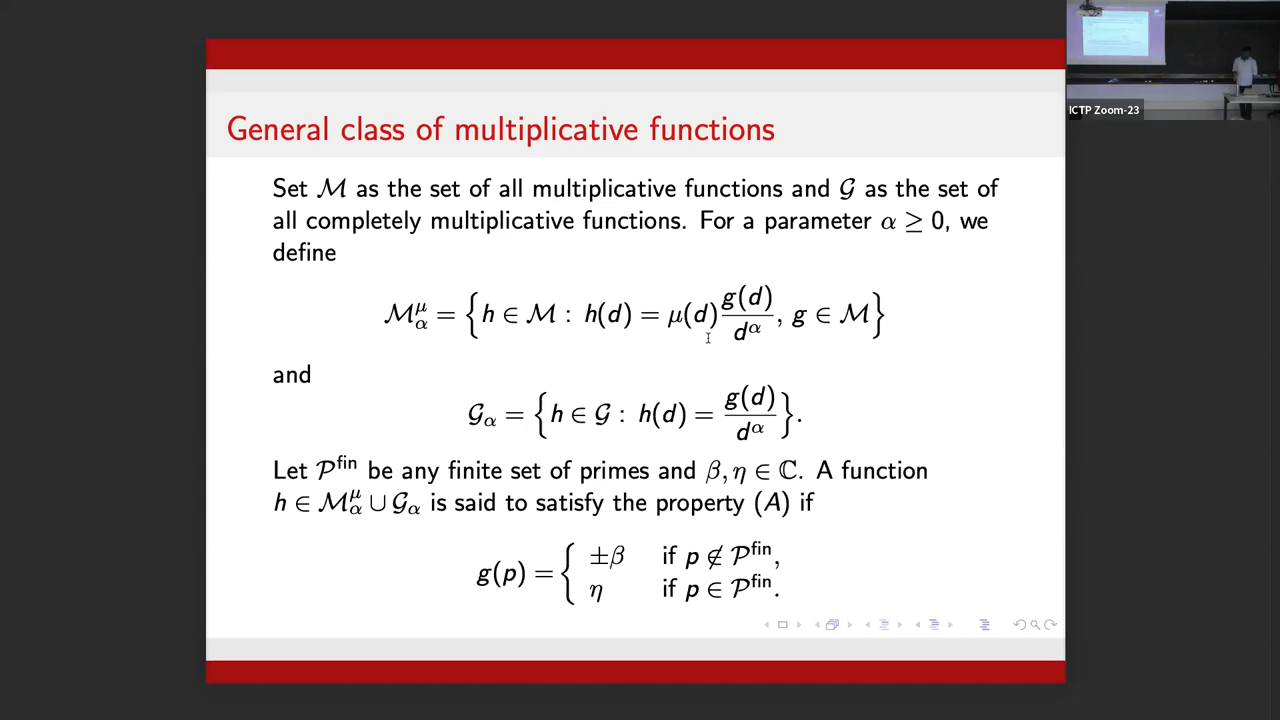 General class of multiplicative functions
Set ℳ as the set of all multiplicative functions and 𝒢 as the set of
all completely multiplicative functions. For a parameter α ≥ 0, we
define
ℳ_α^μ = { h ∈ ℳ : h(d) = μ(d) g(d)/d^α, g ∈ ℳ }
and
𝒢_α = { h ∈ 𝒢 : h(d) = g(d)/d^α }.
Let 𝒫^fin be any finite set of primes and β, η ∈ ℂ. A function
h ∈ ℳ_α^μ ∪ 𝒢_α is said to satisfy the property (A) if
g(p) = { ±β if p ∉ 𝒫^fin,
η if p ∈ 𝒫^fin.
ICTP Zoom-23